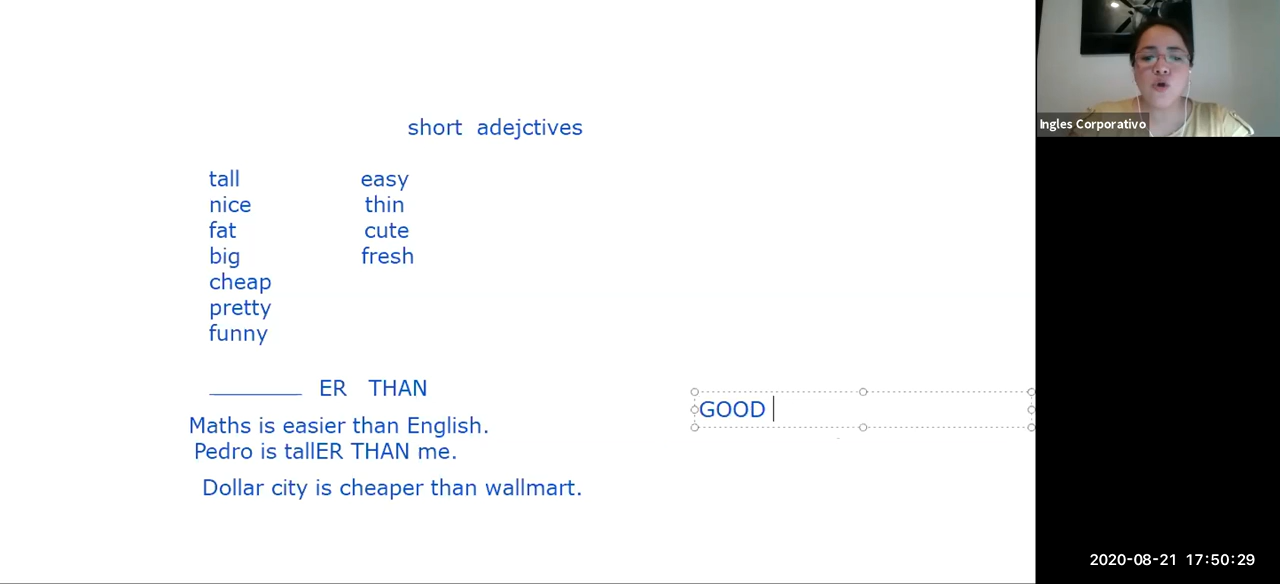 short adejctives
tall easy
nice thin
fat cute
big fresh
cheap
pretty
funny
ER THAN
Maths is easier than English.
Pedro is tallER THAN me.
Dollar city is cheaper than wallmart.
GOOD
Ingles Corporativo
2020-08-21 17:50:29